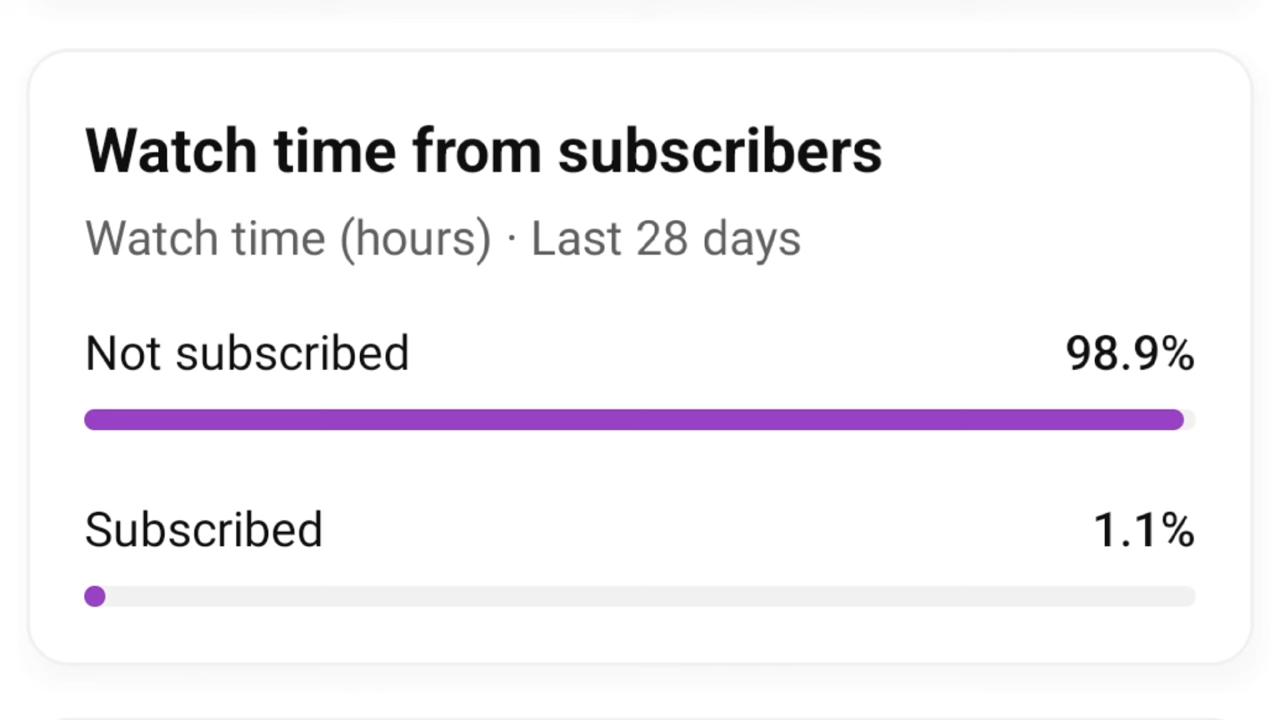 Watch time from subscribers
Watch time (hours) · Last 28 days
Not subscribed 98.9%
Subscribed 1.1%